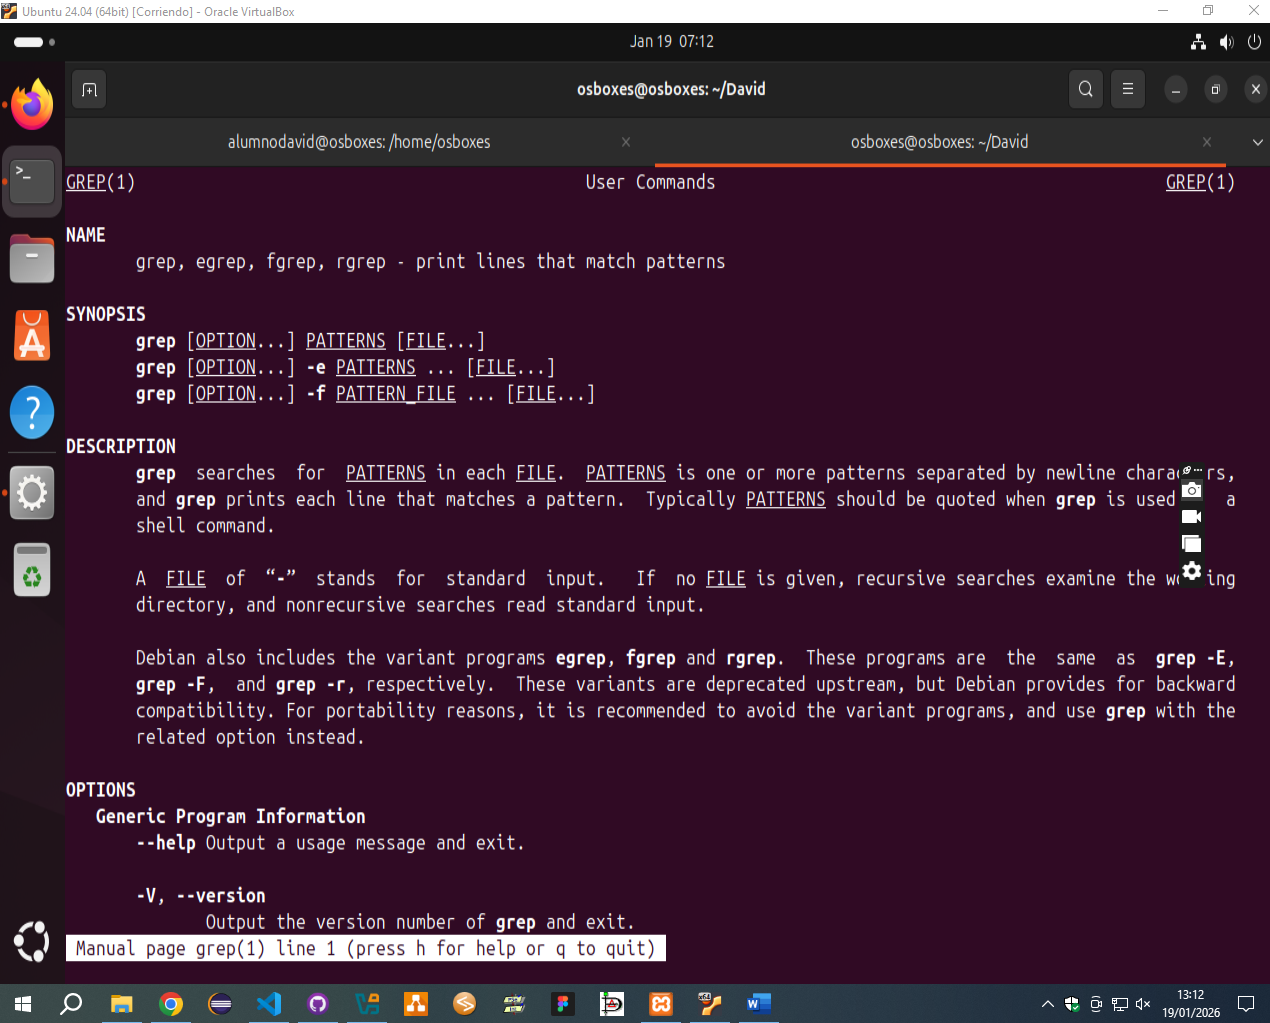 Ubuntu 24.04 (64bit) [Corriendo] - Oracle VirtualBox
Jan 19 07:12
osboxes@osboxes: ~/David
alumnodavid@osboxes: /home/osboxes
osboxes@osboxes: ~/David
GREP(1) User Commands GREP(1)
NAME
grep, egrep, fgrep, rgrep - print lines that match patterns
SYNOPSIS
grep [OPTION...] PATTERNS [FILE...]
grep [OPTION...] -e PATTERNS ... [FILE...]
grep [OPTION...] -f PATTERN_FILE ... [FILE...]
DESCRIPTION
grep searches for PATTERNS in each FILE. PATTERNS is one or more patterns separated by newline
and grep prints each line that matches a pattern. Typically PATTERNS should be quoted when grep is used a
shell command.
A FILE of “-” stands for standard input. If no FILE is given, recursive searches examine the
directory, and nonrecursive searches read standard input.
Debian also includes the variant programs egrep, fgrep and rgrep. These programs are the same as grep -E,
grep -F, and grep -r, respectively. These variants are deprecated upstream, but Debian provides for backward
compatibility. For portability reasons, it is recommended to avoid the variant programs, and use grep with the
related option instead.
OPTIONS
Generic Program Information
--help Output a usage message and exit.
-V, --version
Output the version number of grep and exit.
Manual page grep(1) line 1 (press h for help or q to quit)
13:12
19/01/2026